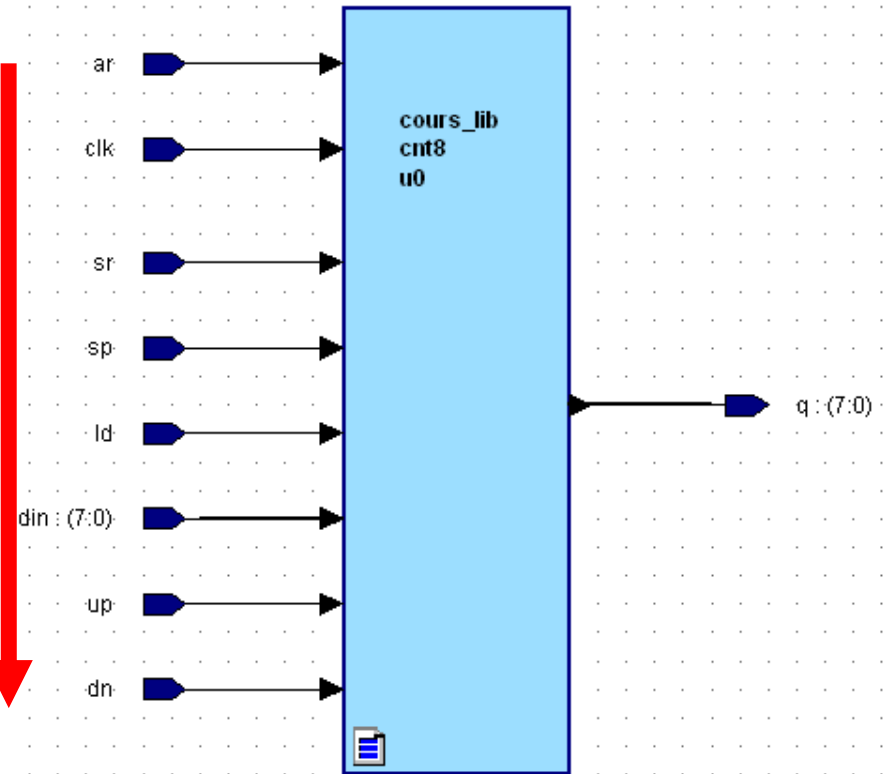 ar
cours_lib
clk
cnt8
u0
sr
sp
q : (7:0)
ld
din : (7:0)
up
dn